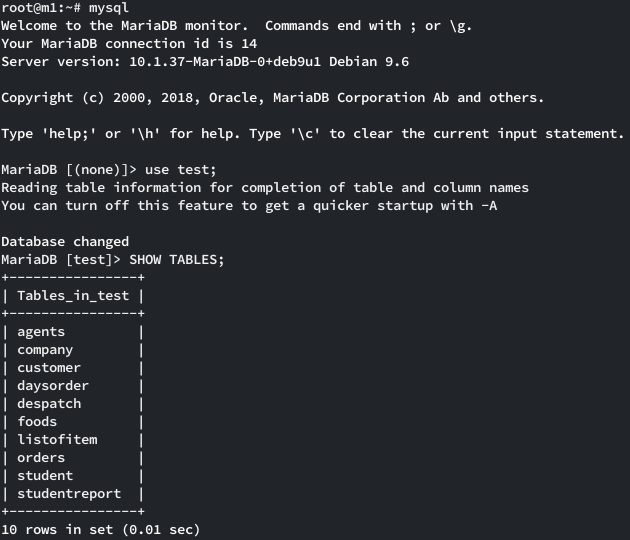 root@m1:~# mysql
Welcome to the MariaDB monitor.  Commands end with ; or \g.
Your MariaDB connection id is 14
Server version: 10.1.37-MariaDB-0+deb9u1 Debian 9.6

Copyright (c) 2000, 2018, Oracle, MariaDB Corporation Ab and others.

Type 'help;' or '\h' for help. Type '\c' to clear the current input statement.

MariaDB [(none)]> use test;
Reading table information for completion of table and column names
You can turn off this feature to get a quicker startup with -A

Database changed
MariaDB [test]> SHOW TABLES;
+----------------+
| Tables_in_test |
+----------------+
| agents         |
| company        |
| customer       |
| daysorder      |
| despatch       |
| foods          |
| listofitem     |
| orders         |
| student        |
| studentreport  |
+----------------+
10 rows in set (0.01 sec)